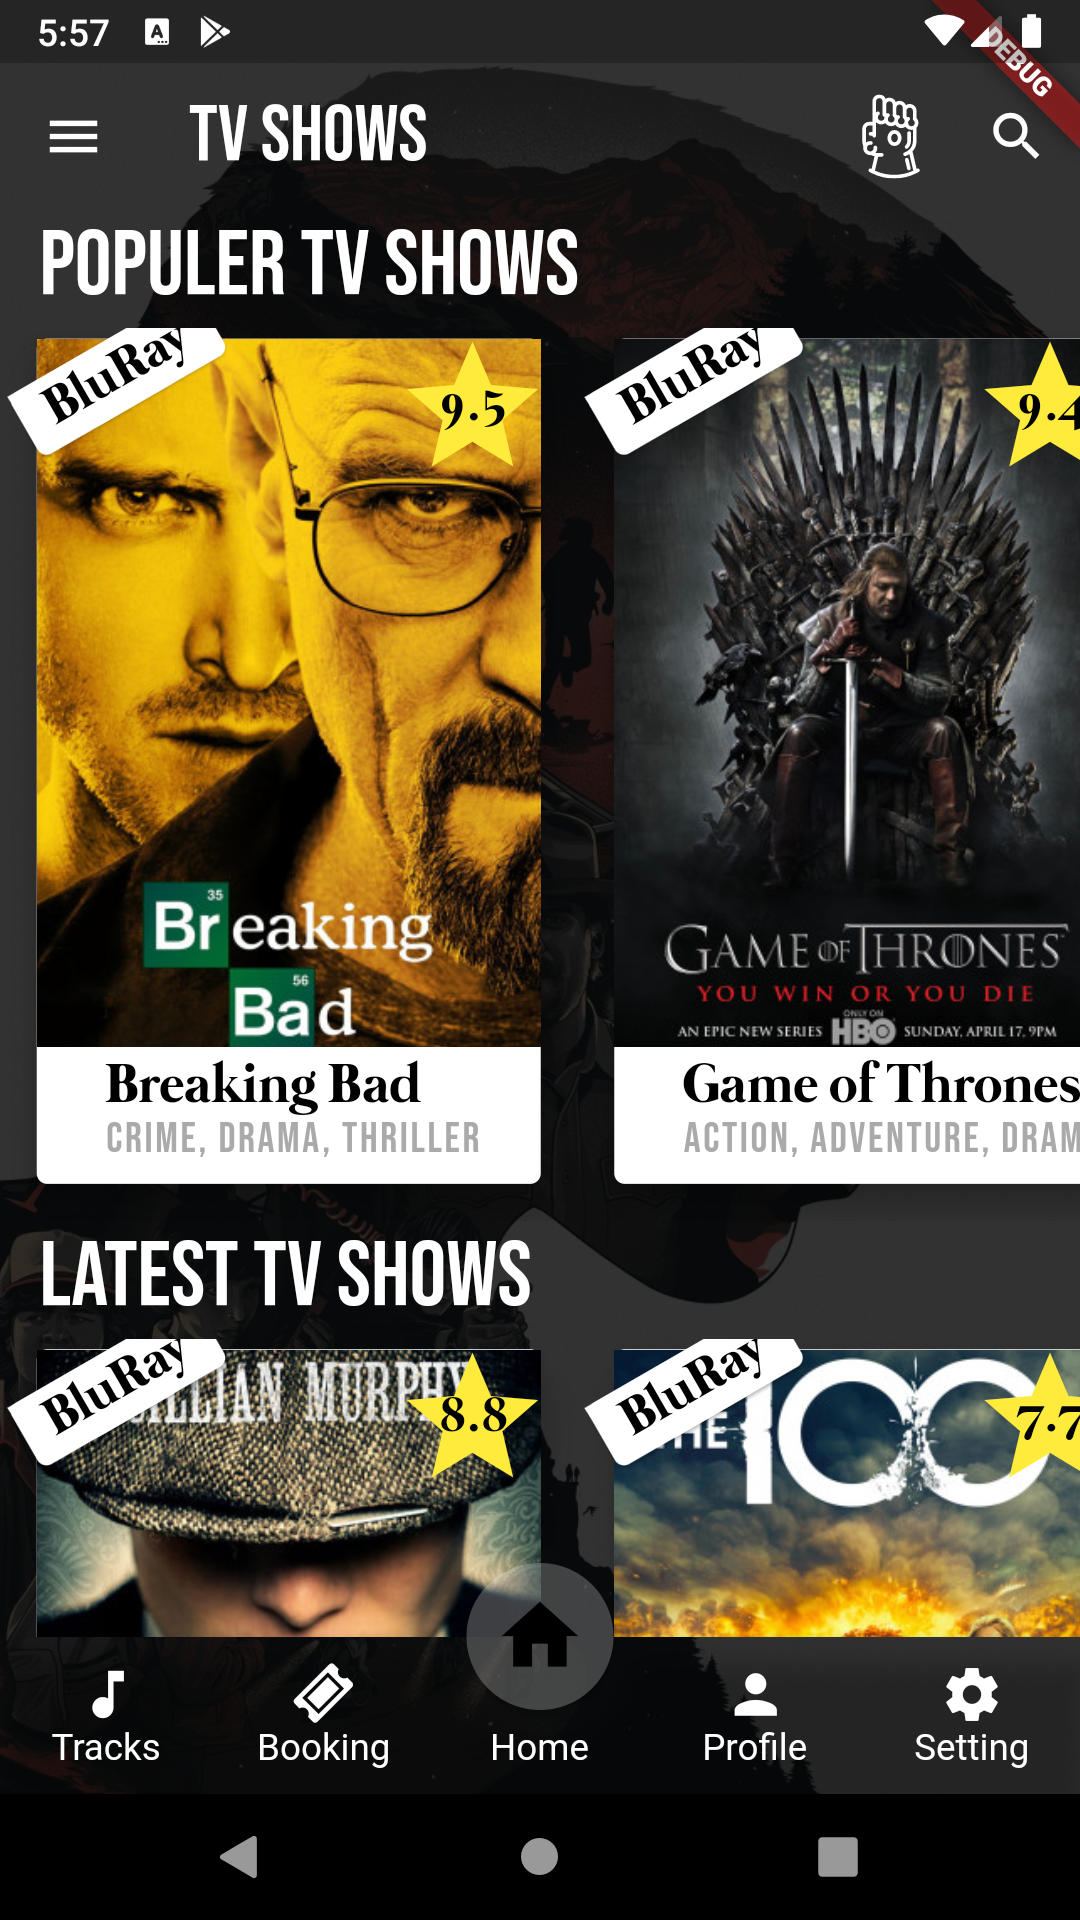 5:57
DEBUG
TV SHOWS
POPULER TV SHOWS
BluRay
9.5
BluRay
9.4
35
Breaking
56
Bad
GAME OF THRONES
YOU WIN OR YOU DIE
ONLY ON
AN EPIC NEW SERIES HBO SUNDAY, APRIL 17, 9PM
Breaking Bad
CRIME, DRAMA, THRILLER
Game of Thrones
ACTION, ADVENTURE, DRAM
LATEST TV SHOWS
BluRay
ILLIAN MURPHY
8.8
BluRay
THE 100
7.7
Tracks
Booking
Home
Profile
Setting